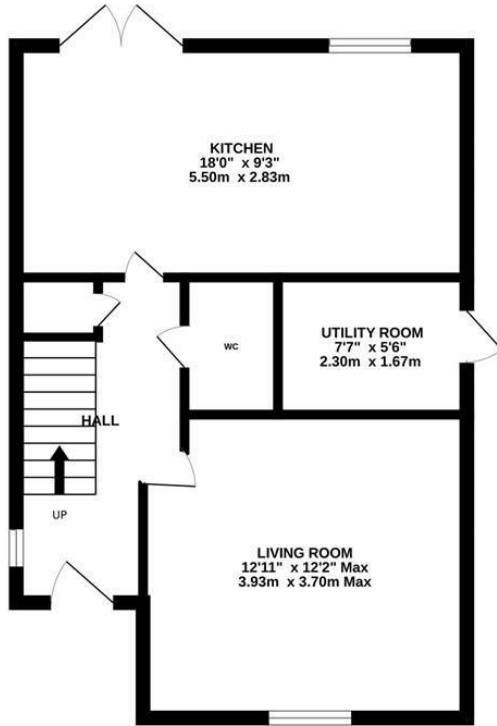 KITCHEN
18'0" x 9'3"
5.50m x 2.83m
UTILITY ROOM
7'7" x 5'6"
2.30m x 1.67m
WC
HALL
UP
LIVING ROOM
12'11" x 12'2" Max
3.93m x 3.70m Max